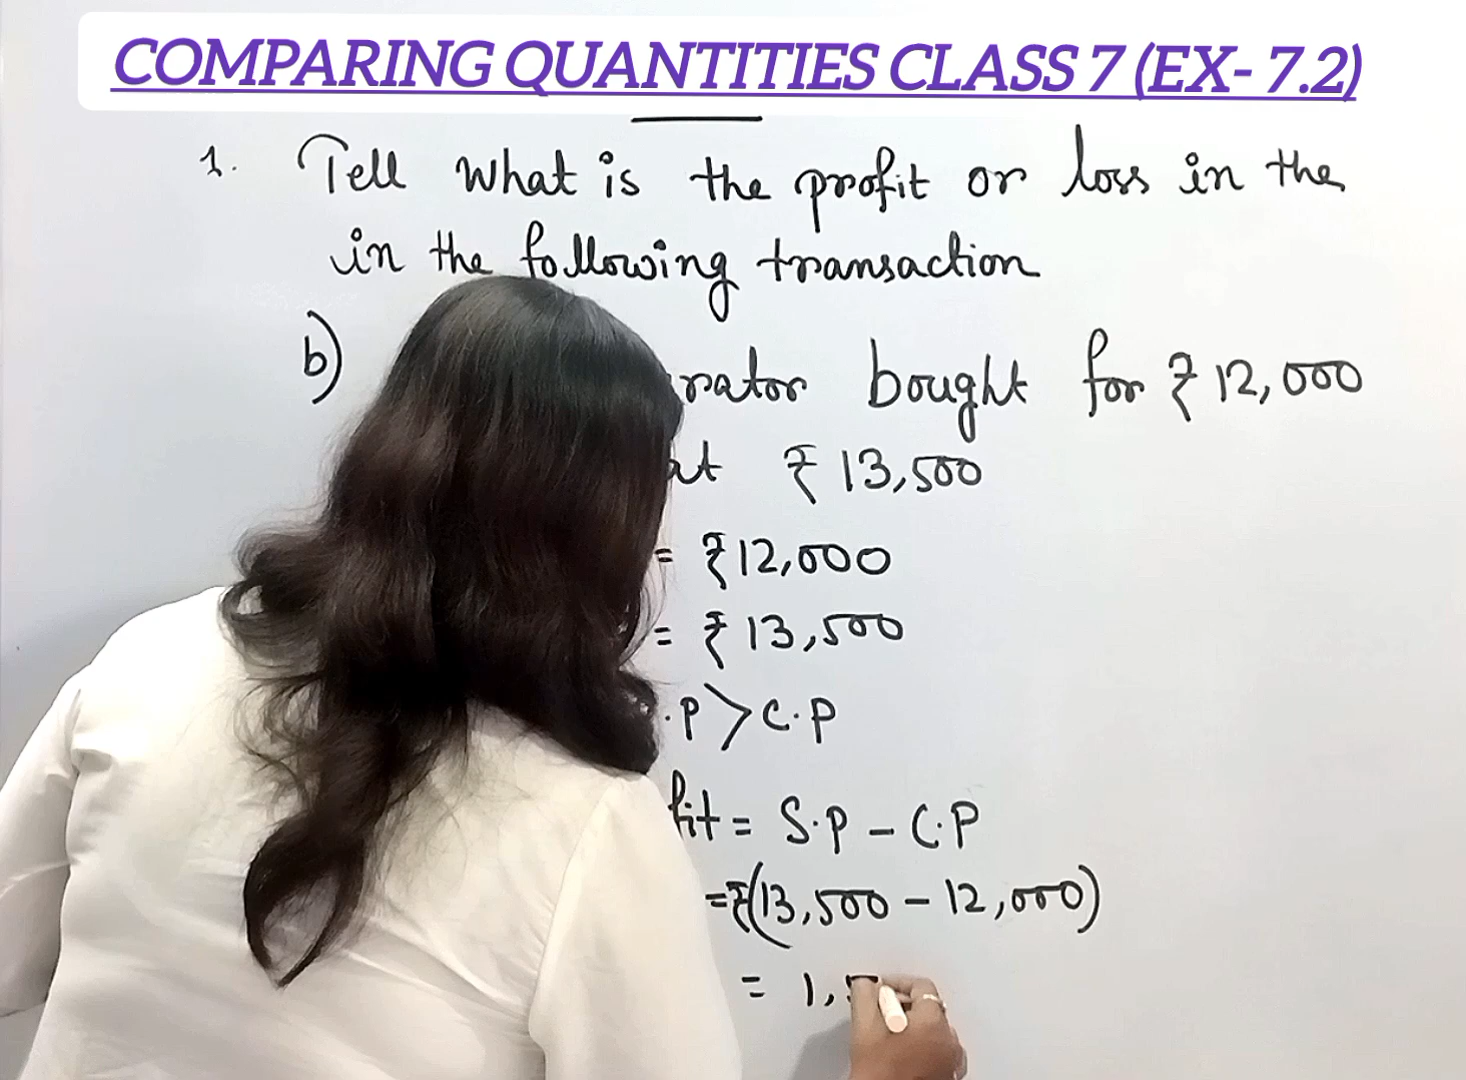 COMPARING QUANTITIES CLASS 7 (EX- 7.2)
1. Tell what is the profit or loss in the
in the following transaction
b) rator bought for ₹ 12,000
at ₹ 13,500
= ₹ 12,000
= ₹ 13,500
.P > C.P
fit = S.P – C.P
= ₹(13,500 – 12,000)
= 1,5